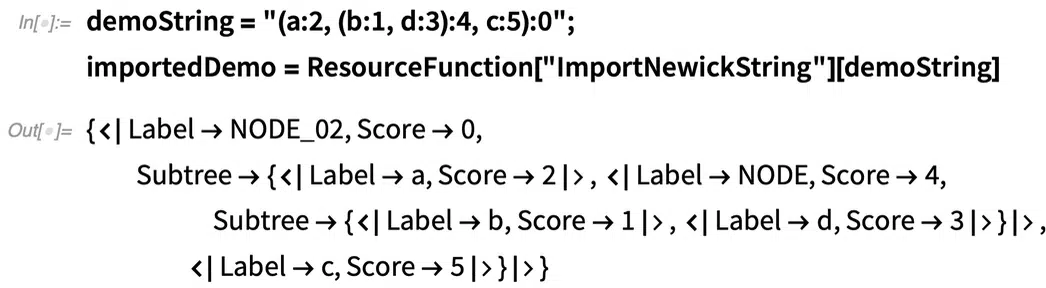 In[◦]:= demoString = "(a:2, (b:1, d:3):4, c:5):0";
importedDemo = ResourceFunction["ImportNewickString"][demoString]
Out[◦]= {<| Label → NODE_02, Score → 0,
Subtree → {<| Label → a, Score → 2 |>, <| Label → NODE, Score → 4,
Subtree → {<| Label → b, Score → 1 |>, <| Label → d, Score → 3 |>}|>,
<| Label → c, Score → 5 |>}|>}